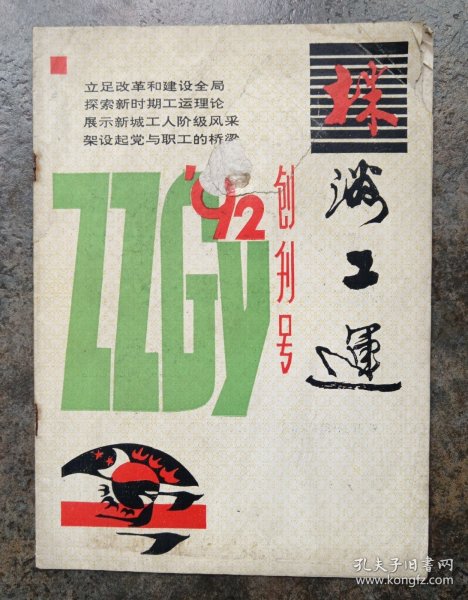 立足改革和建设全局
探索新时期工运理论
展示新城工人阶级风采
架设起党与职工的桥梁
株洲工運
'92
ZZGY
创刊号
孔夫子旧书网
www.kongfz.com